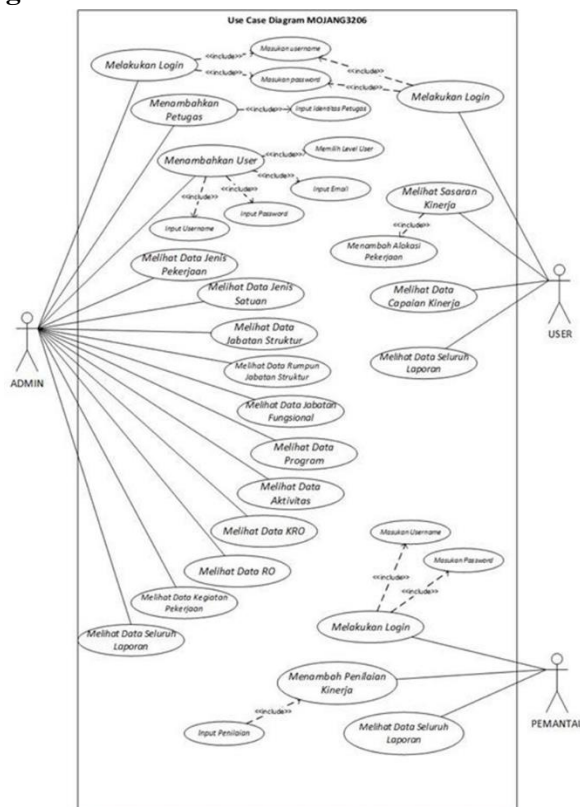 g
Use Case Diagram MOJANG3206
Melakukan Login
<<include>>
Masukan username
<<include>>
Masukan password
<<include>>
<<include>>
Melakukan Login
Menambahkan
Petugas
<<include>>
Input Identitas Petugas
Menambahkan User
<<include>>
Memilih Level User
<<include>>
Input Email
<<include>>
Input Password
<<include>>
Input Username
Melihat Sasaran
Kinerja
<<include>>
Menambah Alokasi
Pekerjaan
Melihat Data
Capaian Kinerja
Melihat Data Seluruh
Laporan
USER
ADMIN
Melihat Data Jenis
Pekerjaan
Melihat Data Jenis
Satuan
Melihat Data
Jabatan Struktur
Melihat Data Rumpun
Jabatan Struktur
Melihat Data Jabatan
Fungsional
Melihat Data
Program
Melihat Data
Aktivitas
Melihat Data KRO
Melihat Data RO
Melihat Data Kegiatan
Pekerjaan
Melihat Data Seluruh
Laporan
Masukan Username
Masukan Password
<<include>>
<<include>>
Melakukan Login
Menambah Penilaian
Kinerja
<<include>>
Input Penilaian
Melihat Data Seluruh
Laporan
PEMANTAU